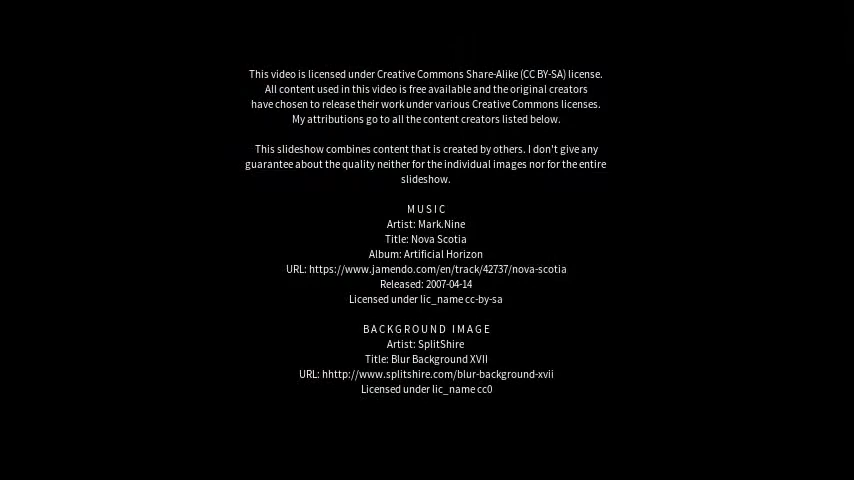 This video is licensed under Creative Commons Share-Alike (CC BY-SA) license.
All content used in this video is free available and the original creators
have chosen to release their work under various Creative Commons licenses.
My attributions go to all the content creators listed below.
This slideshow combines content that is created by others. I don't give any
guarantee about the quality neither for the individual images nor for the entire
slideshow.
MUSIC
Artist: Mark.Nine
Title: Nova Scotia
Album: Artificial Horizon
URL: https://www.jamendo.com/en/track/42737/nova-scotia
Released: 2007-04-14
Licensed under lic_name cc-by-sa
BACKGROUND IMAGE
Artist: SplitShire
Title: Blur Background XVII
URL: hhttp://www.splitshire.com/blur-background-xvii
Licensed under lic_name cc0